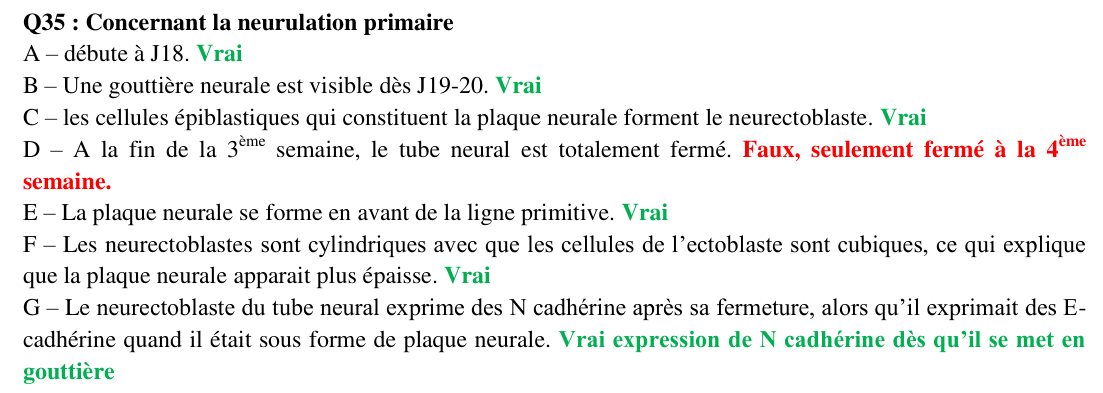 Q35 : Concernant la neurulation primaire
A – débute à J18. Vrai
B – Une gouttière neurale est visible dès J19-20. Vrai
C – les cellules épiblastiques qui constituent la plaque neurale forment le neurectoblaste. Vrai
D – A la fin de la 3ème semaine, le tube neural est totalement fermé. Faux, seulement fermé à la 4ème
semaine.
E – La plaque neurale se forme en avant de la ligne primitive. Vrai
F – Les neurectoblastes sont cylindriques avec que les cellules de l’ectoblaste sont cubiques, ce qui explique
que la plaque neurale apparait plus épaisse. Vrai
G – Le neurectoblaste du tube neural exprime des N cadhérine après sa fermeture, alors qu’il exprimait des E-
cadhérine quand il était sous forme de plaque neurale. Vrai expression de N cadhérine dès qu’il se met en
gouttière